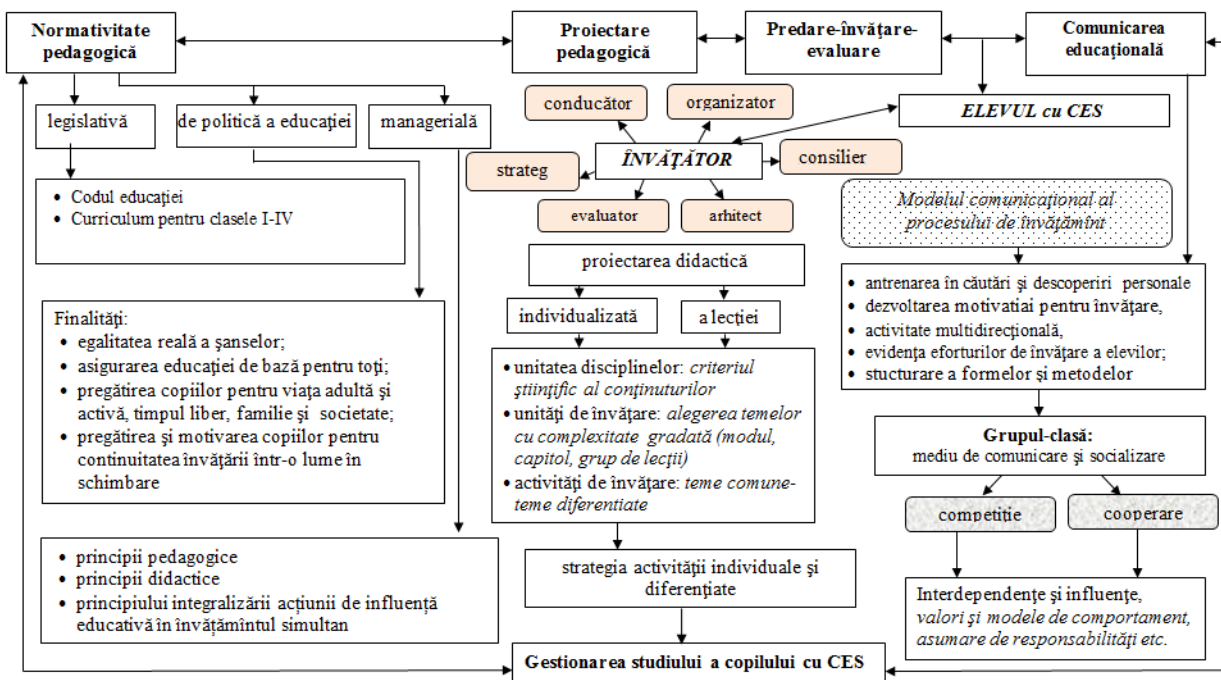 Normativitate
pedagogică
Proiectare
pedagogică
Predare-învățare-
evaluare
Comunicarea
educațională
legislativă
de politică a educației
managerială
conducător
organizator
ELEVUL cu CES
ÎNVĂȚĂTOR
strateg
consilier
evaluator
arhitect
• Codul educației
• Curriculum pentru clasele I-IV
Modelul comunicațional al
procesului de învățămînt
proiectarea didactică
individualizată
a lecției
• antrenarea în căutări și descoperiri personale
• dezvoltarea motivatiai pentru învățare,
• activitate multidirecțională,
• evidența eforturilor de învățare a elevilor;
• stucturare a formelor și metodelor
Finalități:
• egalitatea reală a șanselor;
• asigurarea educației de bază pentru toți;
• pregătirea copiilor pentru viața adultă și
activă, timpul liber, familie și societate;
• pregătirea și motivarea copiilor pentru
continuitatea învățării într-o lume în
schimbare
• unitatea disciplinelor: criteriul
științific al conținuturilor
• unități de învățare: alegerea temelor
cu complexitate gradată (modul,
capitol, grup de lecții)
• activități de învățare: teme comune-
teme diferentiate
Grupul-clasă:
mediu de comunicare și socializare
competitie
cooperare
• principii pedagogice
• principii didactice
• principiului integralizării acțiunii de influență
educativă în învățămîntul simultan
strategia activității individuale și
diferențiate
Interdependențe și influențe,
valori și modele de comportament,
asumare de responsabilități etc.
Gestionarea studiului a copilului cu CES